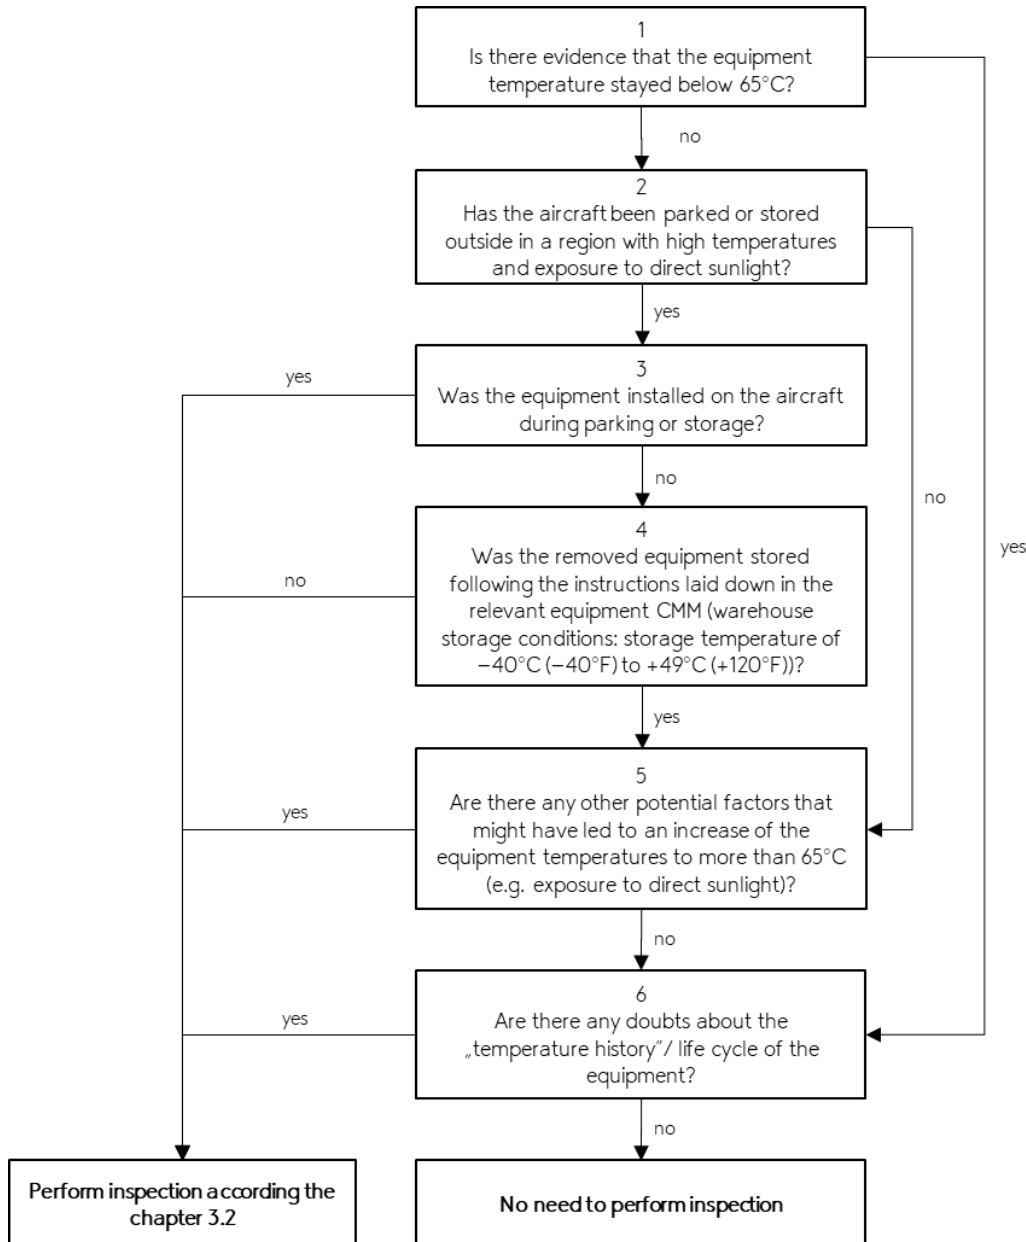 1
Is there evidence that the equipment
temperature stayed below 65°C?
no
2
Has the aircraft been parked or stored
outside in a region with high temperatures
and exposure to direct sunlight?
yes
3
Was the equipment installed on the aircraft
during parking or storage?
yes
no
no
yes
4
Was the removed equipment stored
following the instructions laid down in the
relevant equipment CMM (warehouse
storage conditions: storage temperature of
−40°C (−40°F) to +49°C (+120°F))?
no
yes
5
Are there any other potential factors that
might have led to an increase of the
equipment temperatures to more than 65°C
(e.g. exposure to direct sunlight)?
yes
no
6
Are there any doubts about the
„temperature history”/ life cycle of the
equipment?
yes
no
Perform inspection according the
chapter 3.2
No need to perform inspection